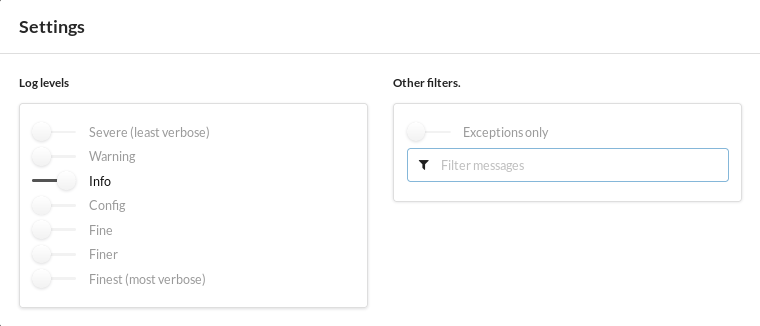 Settings
Log levels
Severe (least verbose)
Warning
Info
Config
Fine
Finer
Finest (most verbose)
Other filters.
Exceptions only
Filter messages